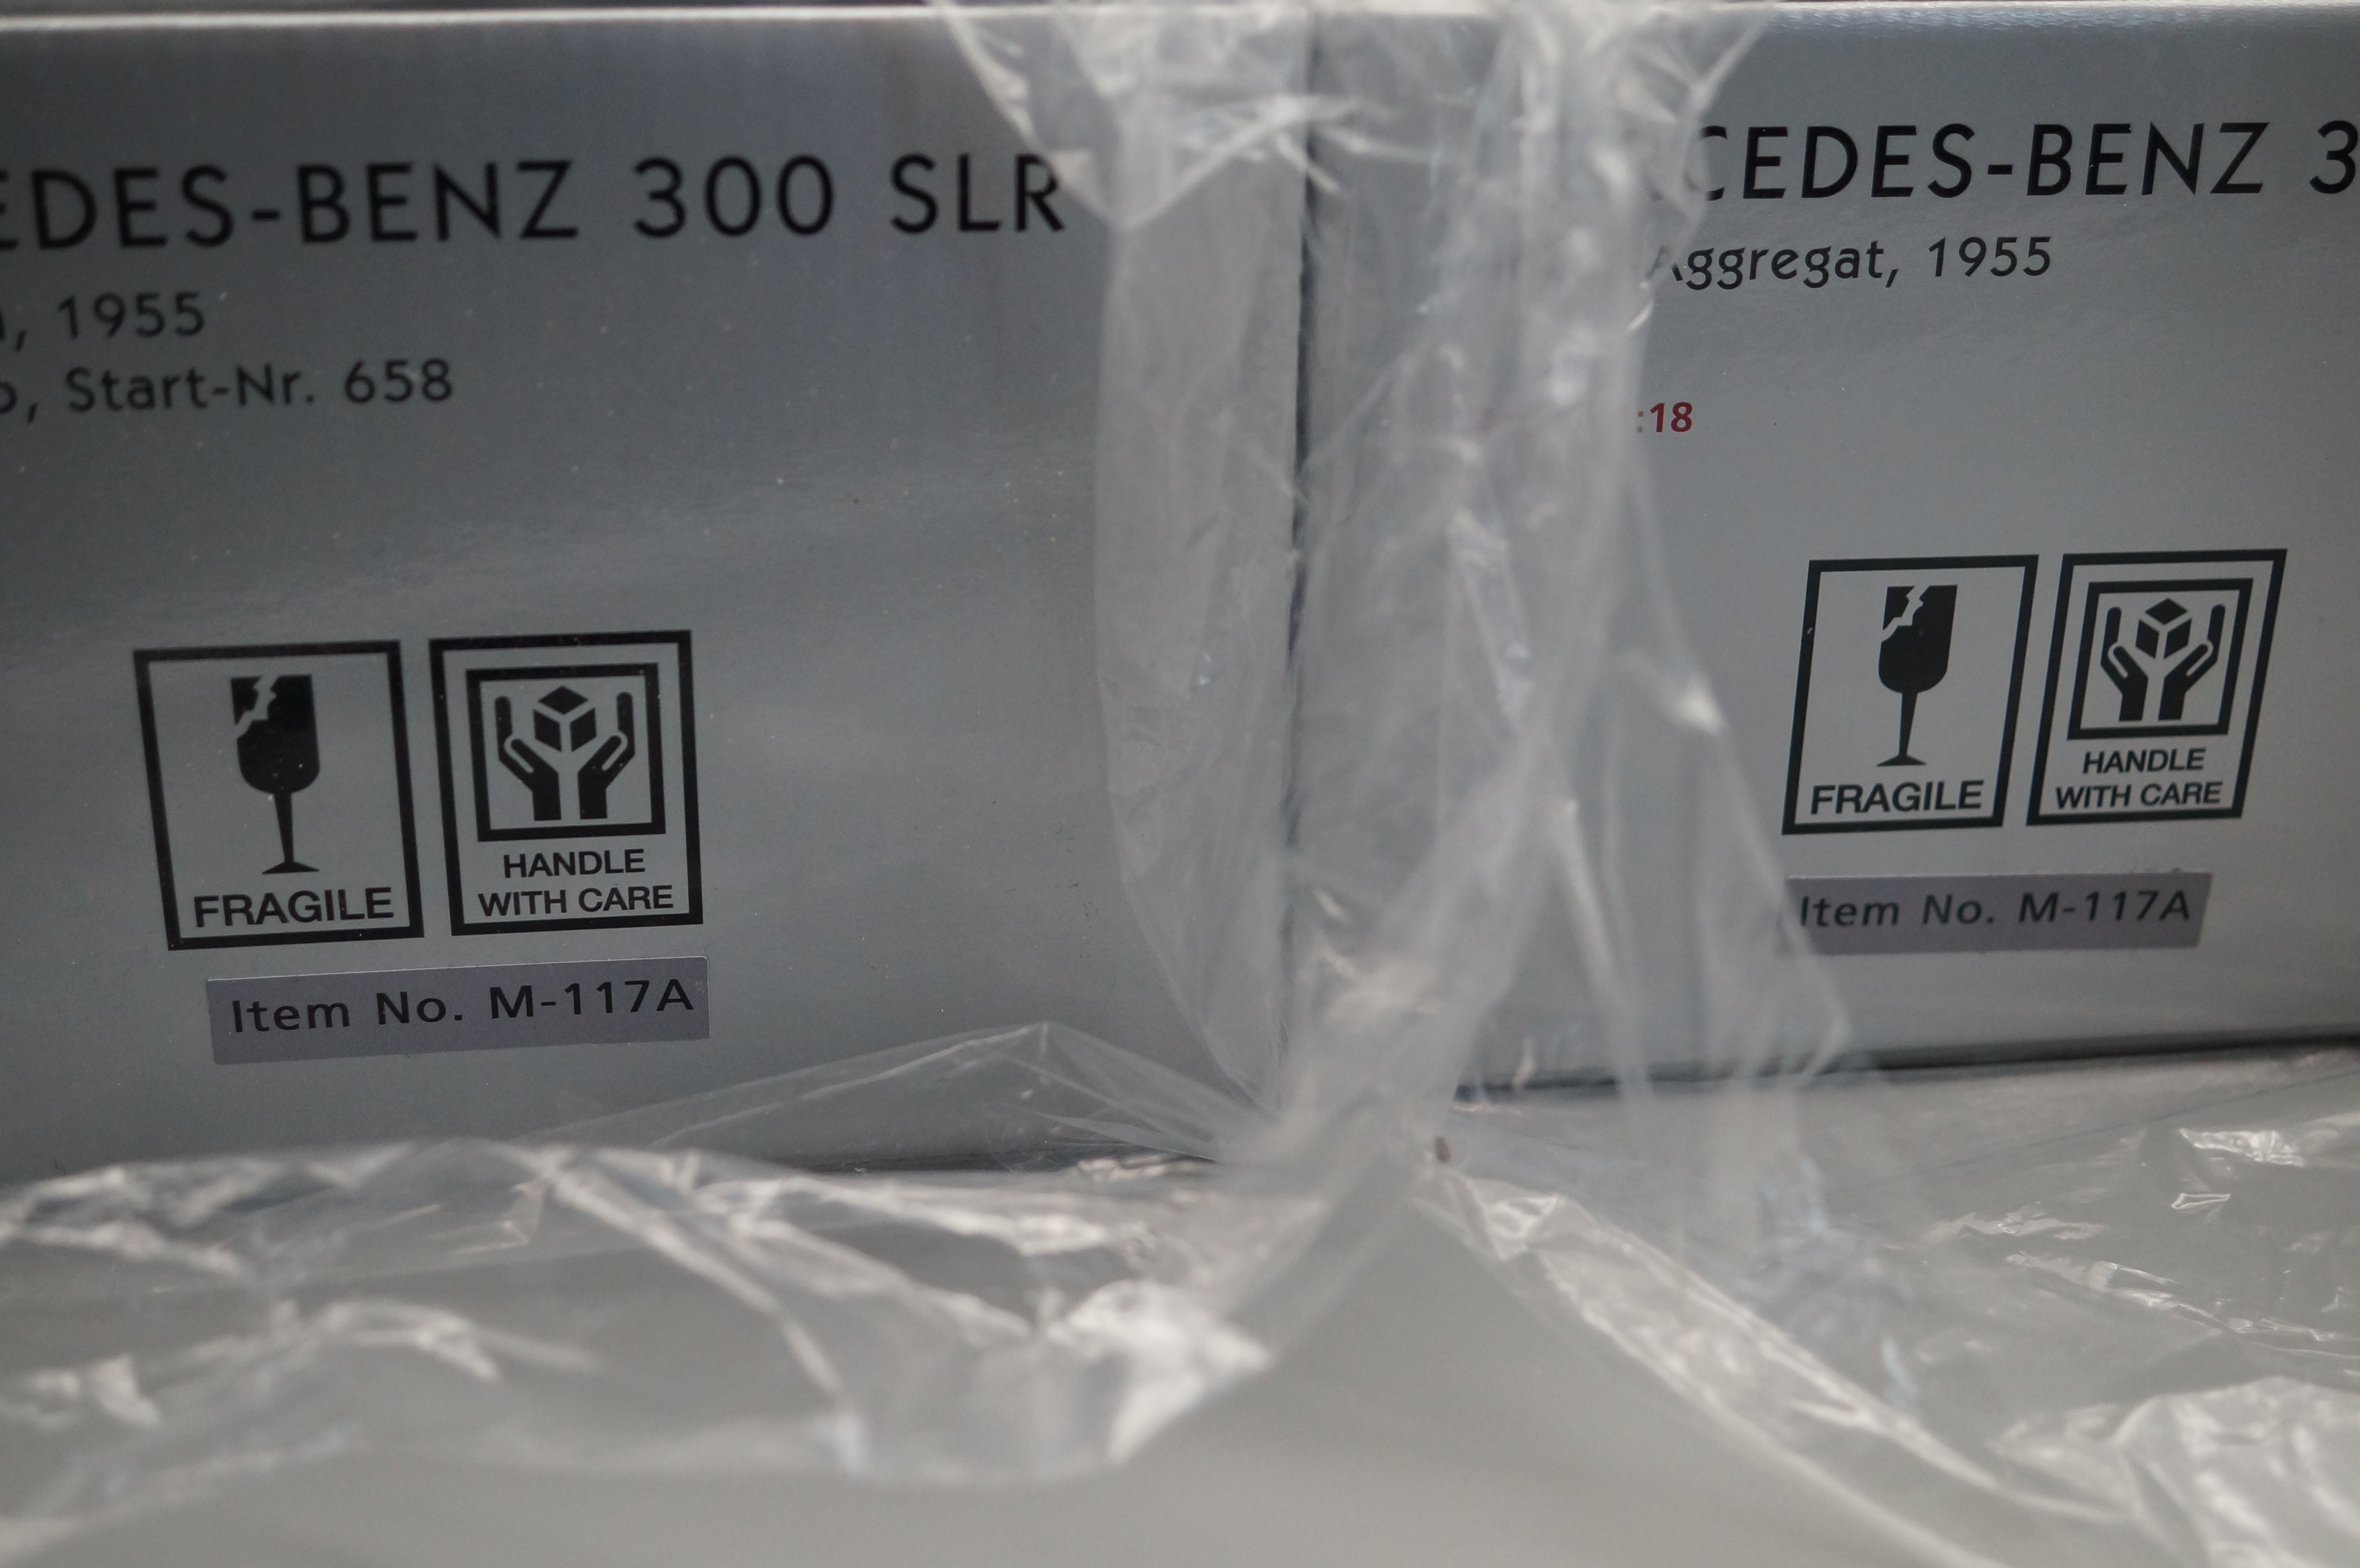 EDES-BENZ 300 SLR
, 1955
, Start-Nr. 658
FRAGILE
HANDLE
WITH CARE
Item No. M-117A
CEDES-BENZ 3
Aggregat, 1955
:18
FRAGILE
HANDLE
WITH CARE
Item No. M-117A